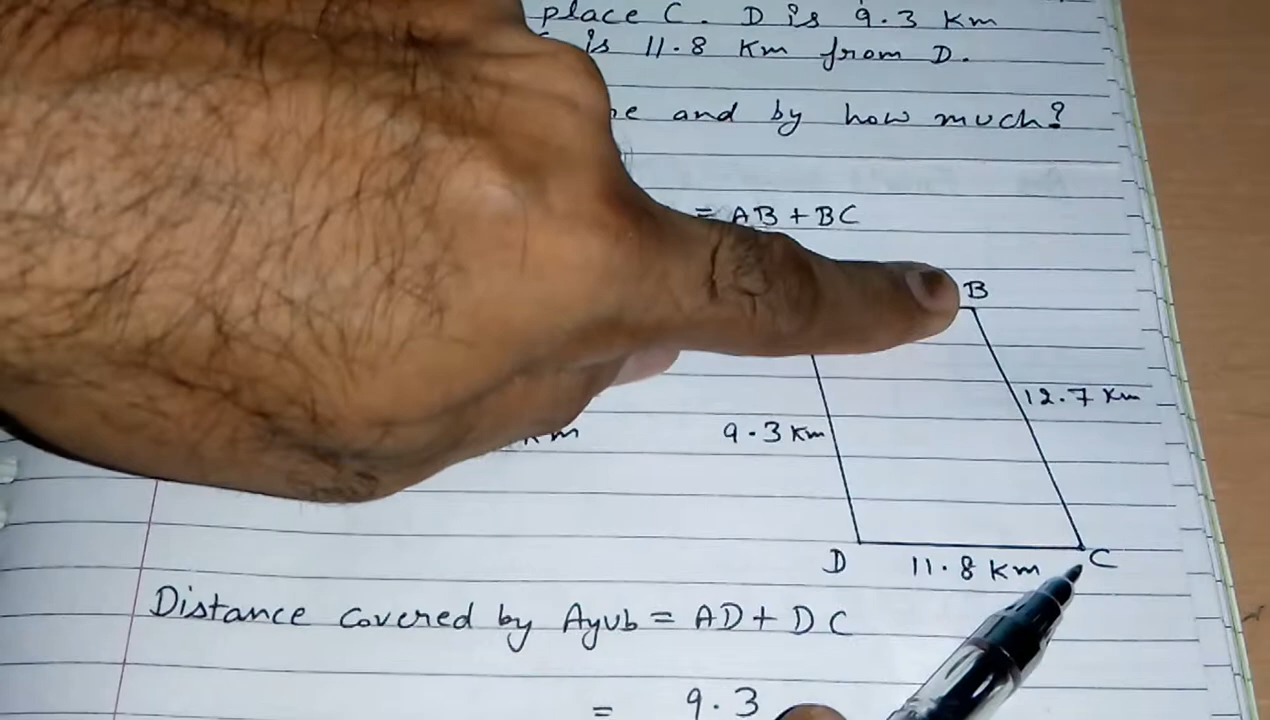 place C. D is 9.3 Km
is 11.8 Km from D.
and by how much?
= AB + BC
B
12.7 Km
9.3 Km
Km
D
C
11.8 Km
Distance covered by Ayub = AD + DC
= 9.3